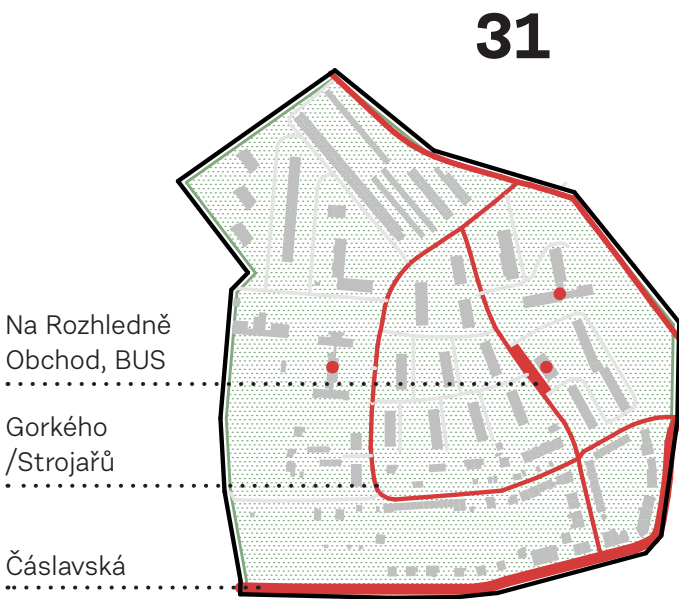 31
Na Rozhledně
Obchod, BUS
Gorkého
/Strojařů
Čáslavská